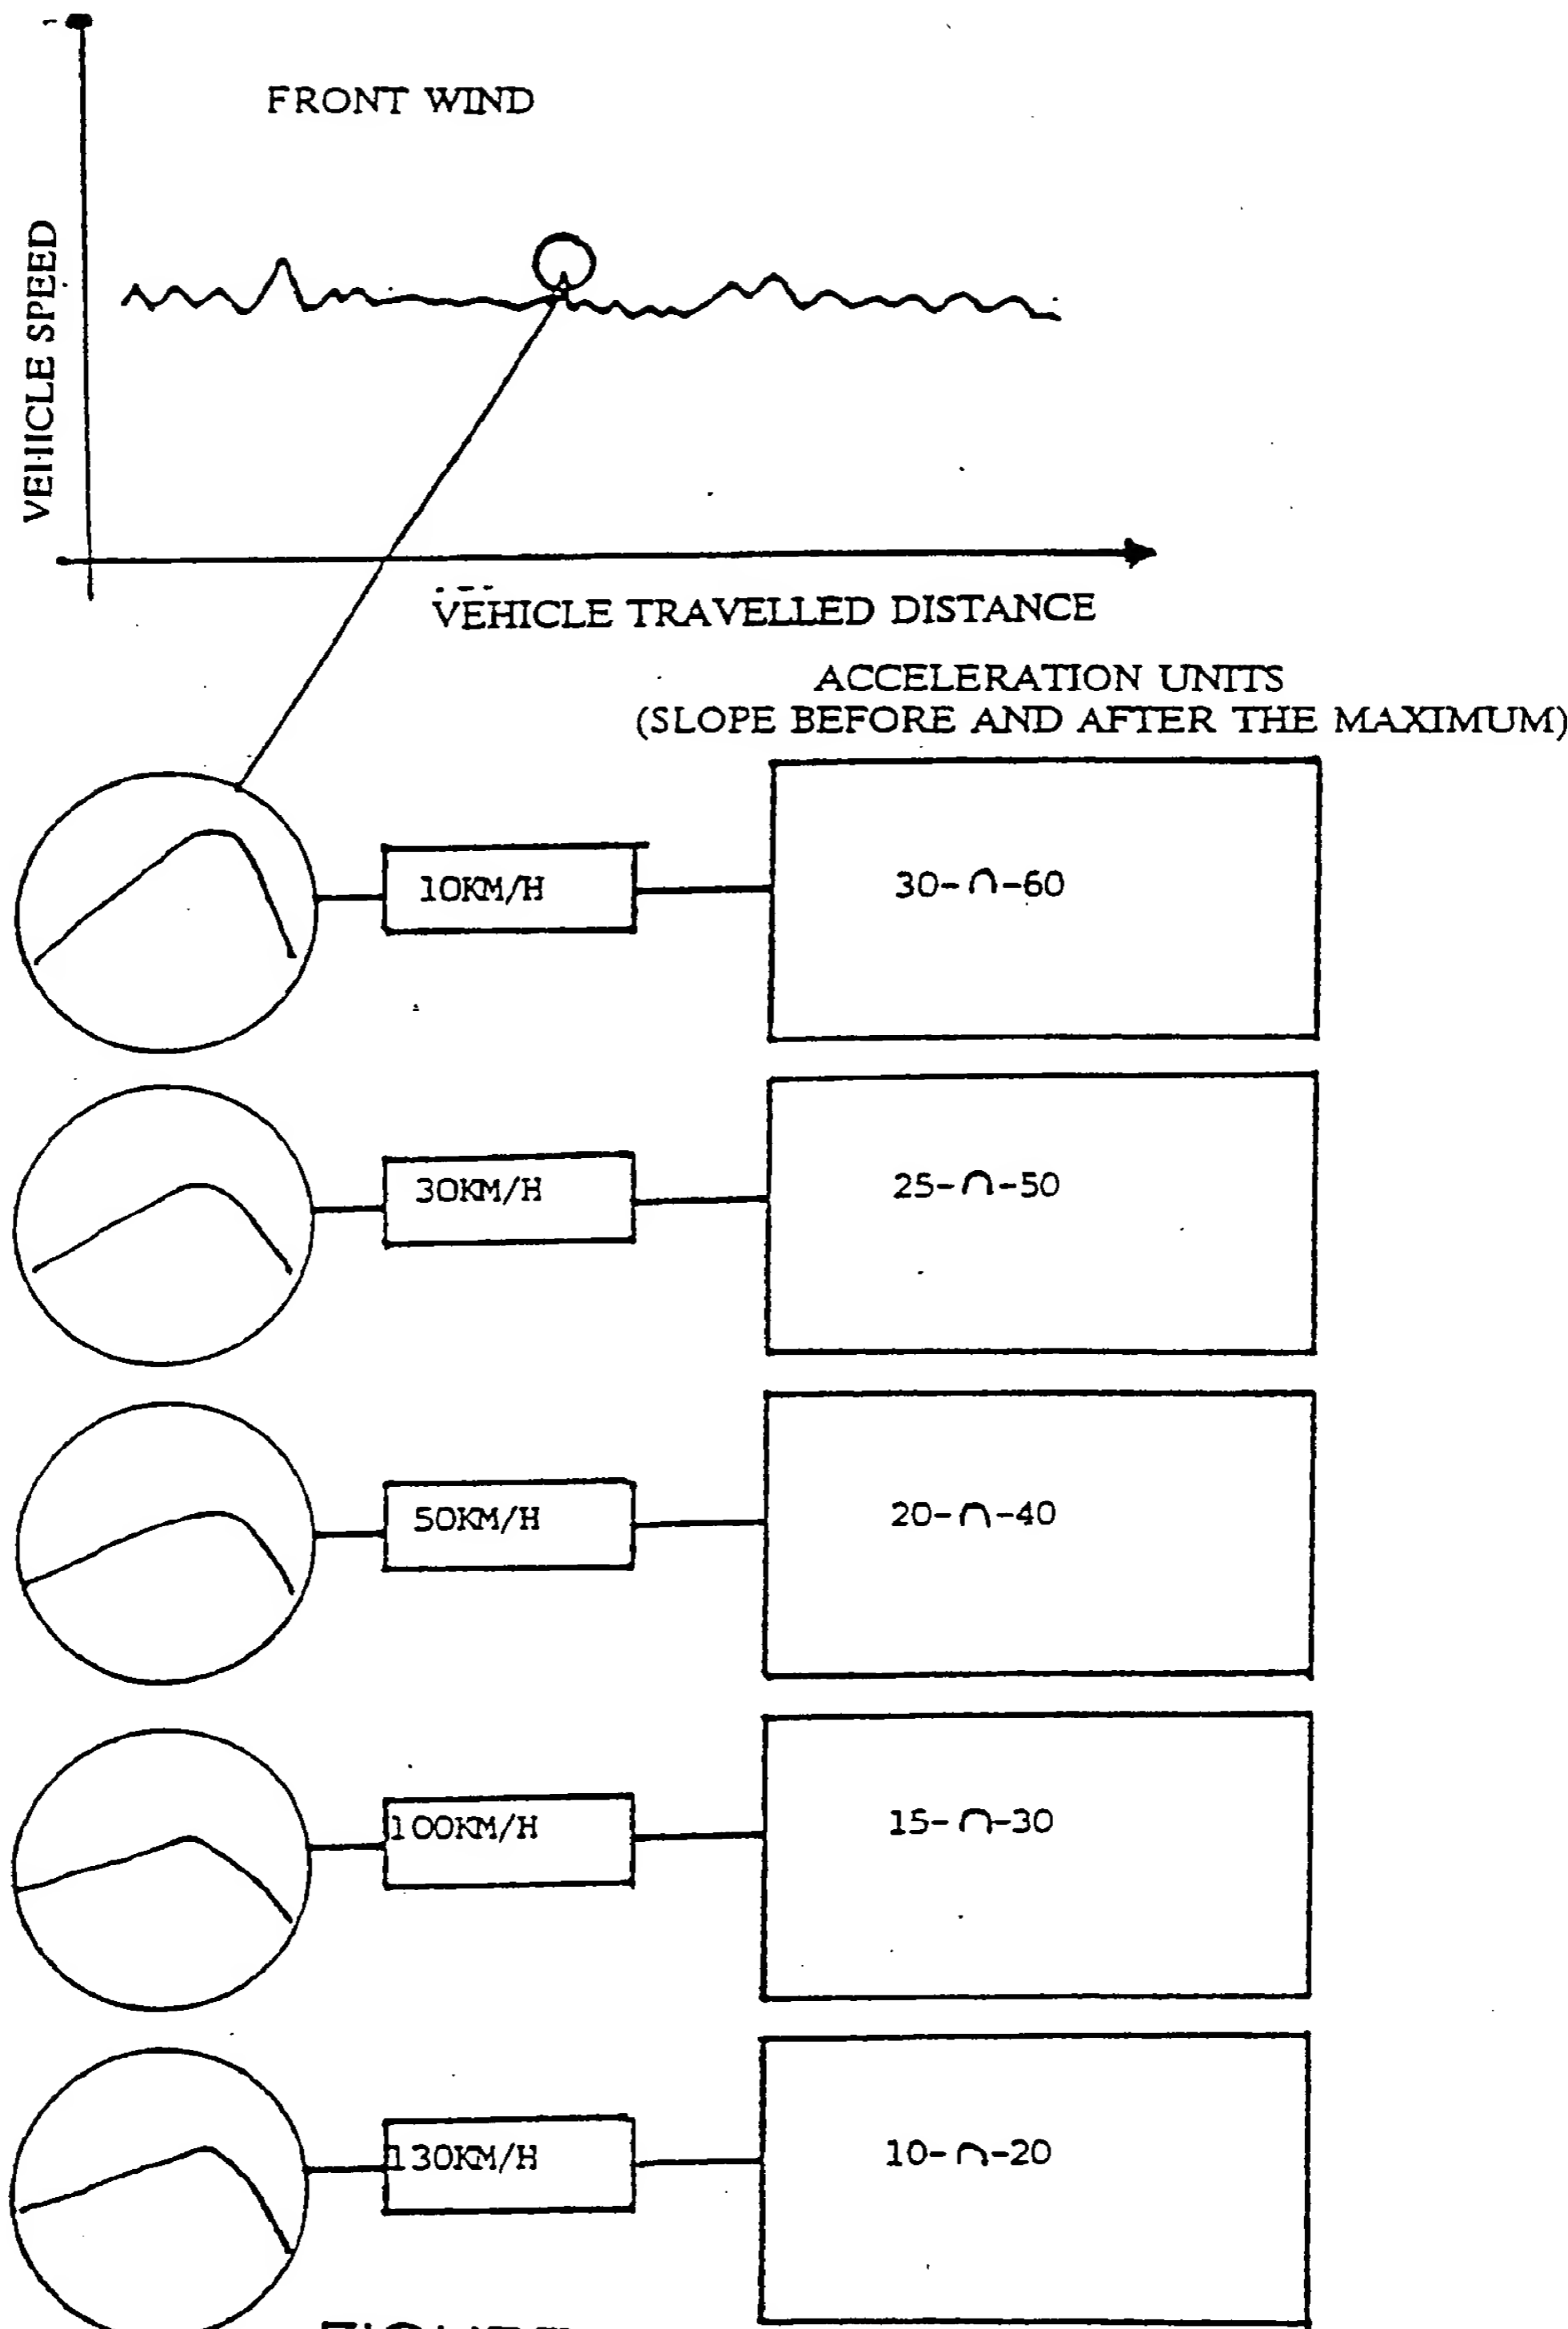 FRONT WIND
VEHICLE SPEED
VEHICLE TRAVELLED DISTANCE
ACCELERATION UNITS
(SLOPE BEFORE AND AFTER THE MAXIMUM)
10KM/H
30-∩-60
30KM/H
25-∩-50
50KM/H
20-∩-40
100KM/H
15-∩-30
130KM/H
10-∩-20